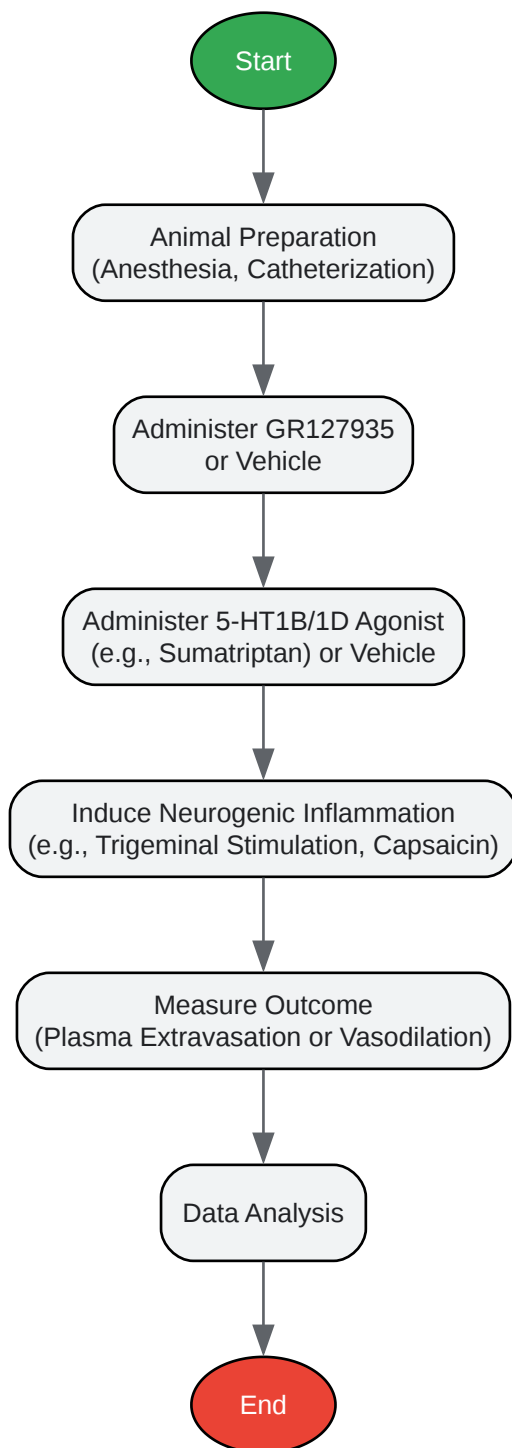 Start
Animal Preparation
(Anesthesia, Catheterization)
Administer GR127935
or Vehicle
Administer 5-HT1B/1D Agonist
(e.g., Sumatriptan) or Vehicle
Induce Neurogenic Inflammation
(e.g., Trigeminal Stimulation, Capsaicin)
Measure Outcome
(Plasma Extravasation or Vasodilation)
Data Analysis
End